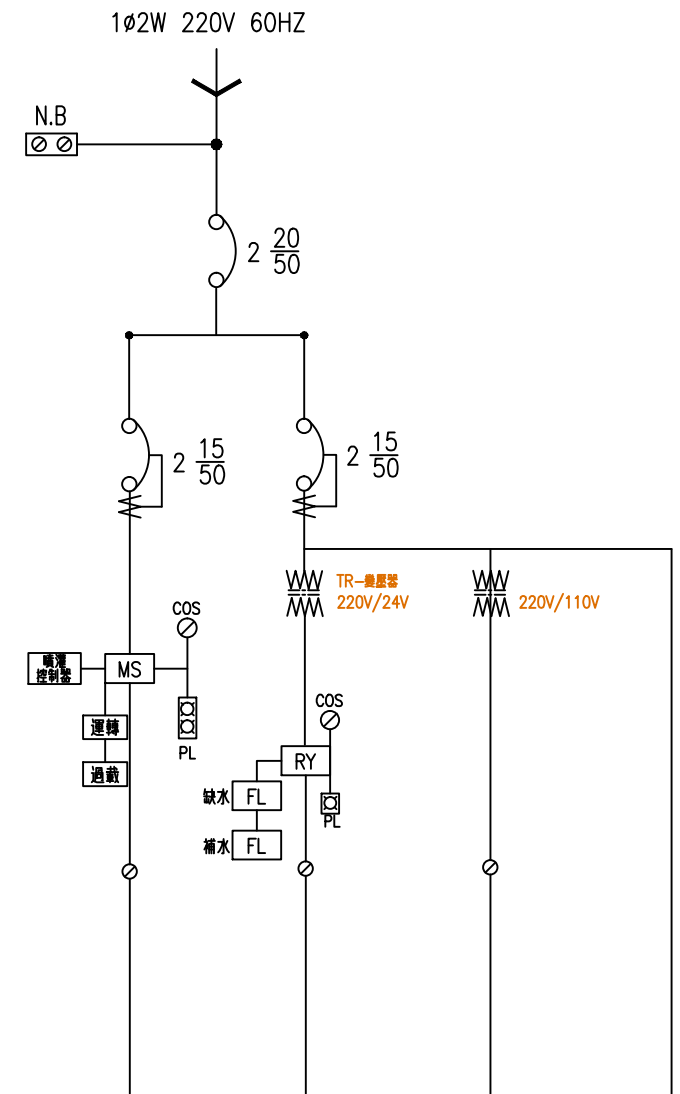 1ø2W 220V 60HZ
N.B
2 20/50
2 15/50
2 15/50
TR-變壓器
220V/24V
220V/110V
COS
噴灌
控制器
MS
運轉
過載
PL
COS
RY
缺水 FL
PL
補水 FL